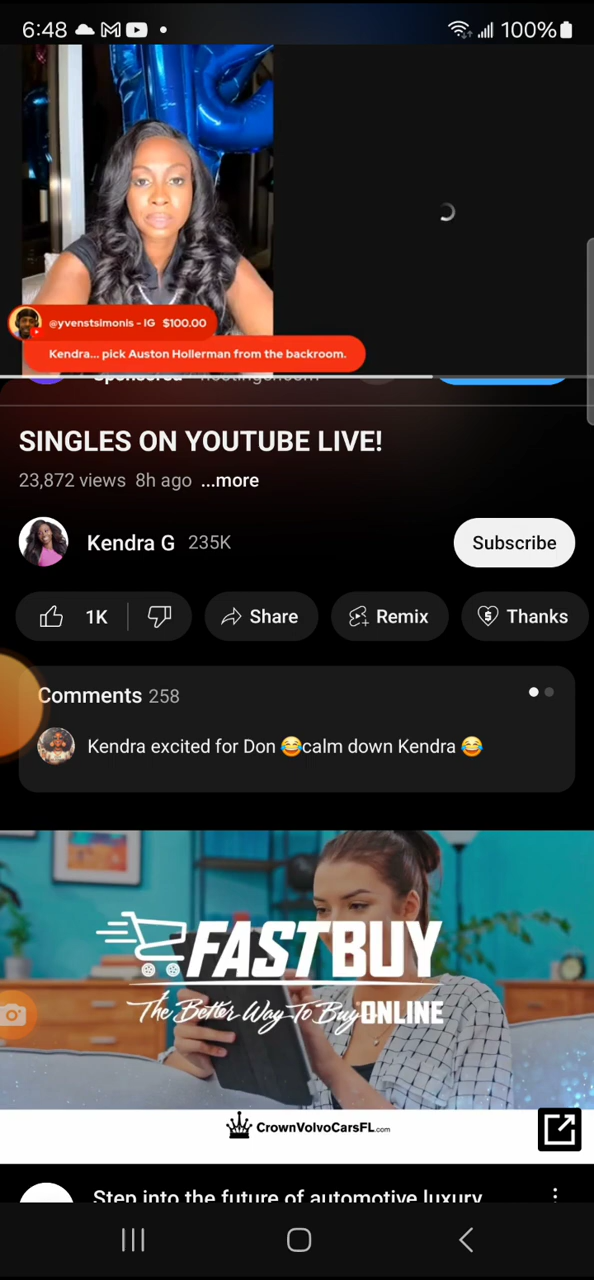 6:48
100%
@yvenstsimonis - IG $100.00
Kendra... pick Auston Hollerman from the backroom.
Sponsored
SINGLES ON YOUTUBE LIVE!
23,872 views 8h ago ...more
Kendra G 235K
Subscribe
1K
Share
Remix
Thanks
Comments 258
Kendra excited for Don 😂calm down Kendra 😂
FASTBUY
The Better Way To Buy ONLINE
CrownVolvoCarsFL.com
Step into the future of automotive luxury